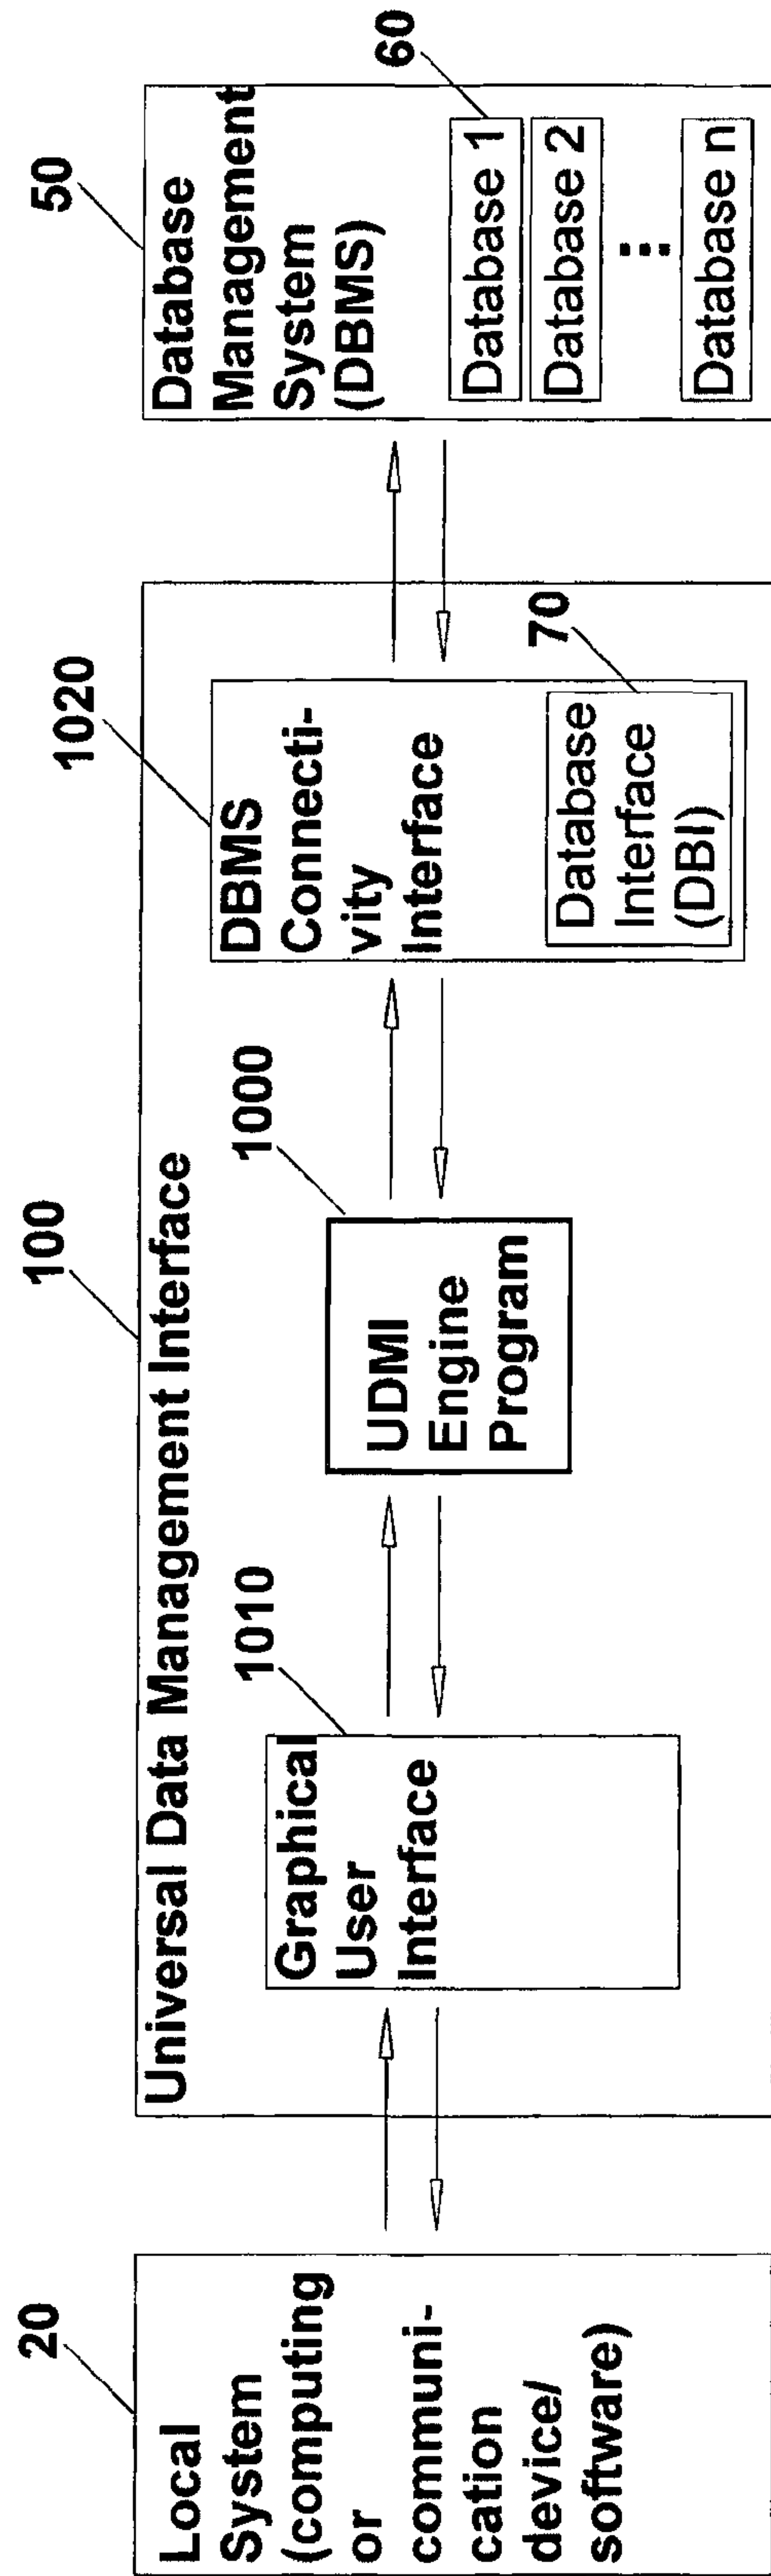 20
Local
System
(computing
or
communi-
cation
device/
software)
100
Universal Data Management Interface
1010
Graphical
User
Interface
1000
UDMI
Engine
Program
1020
DBMS
Connecti-
vity
Interface
70
Database
Interface
(DBI)
50
Database
Management
System
(DBMS)
60
Database 1
Database 2
...
Database n